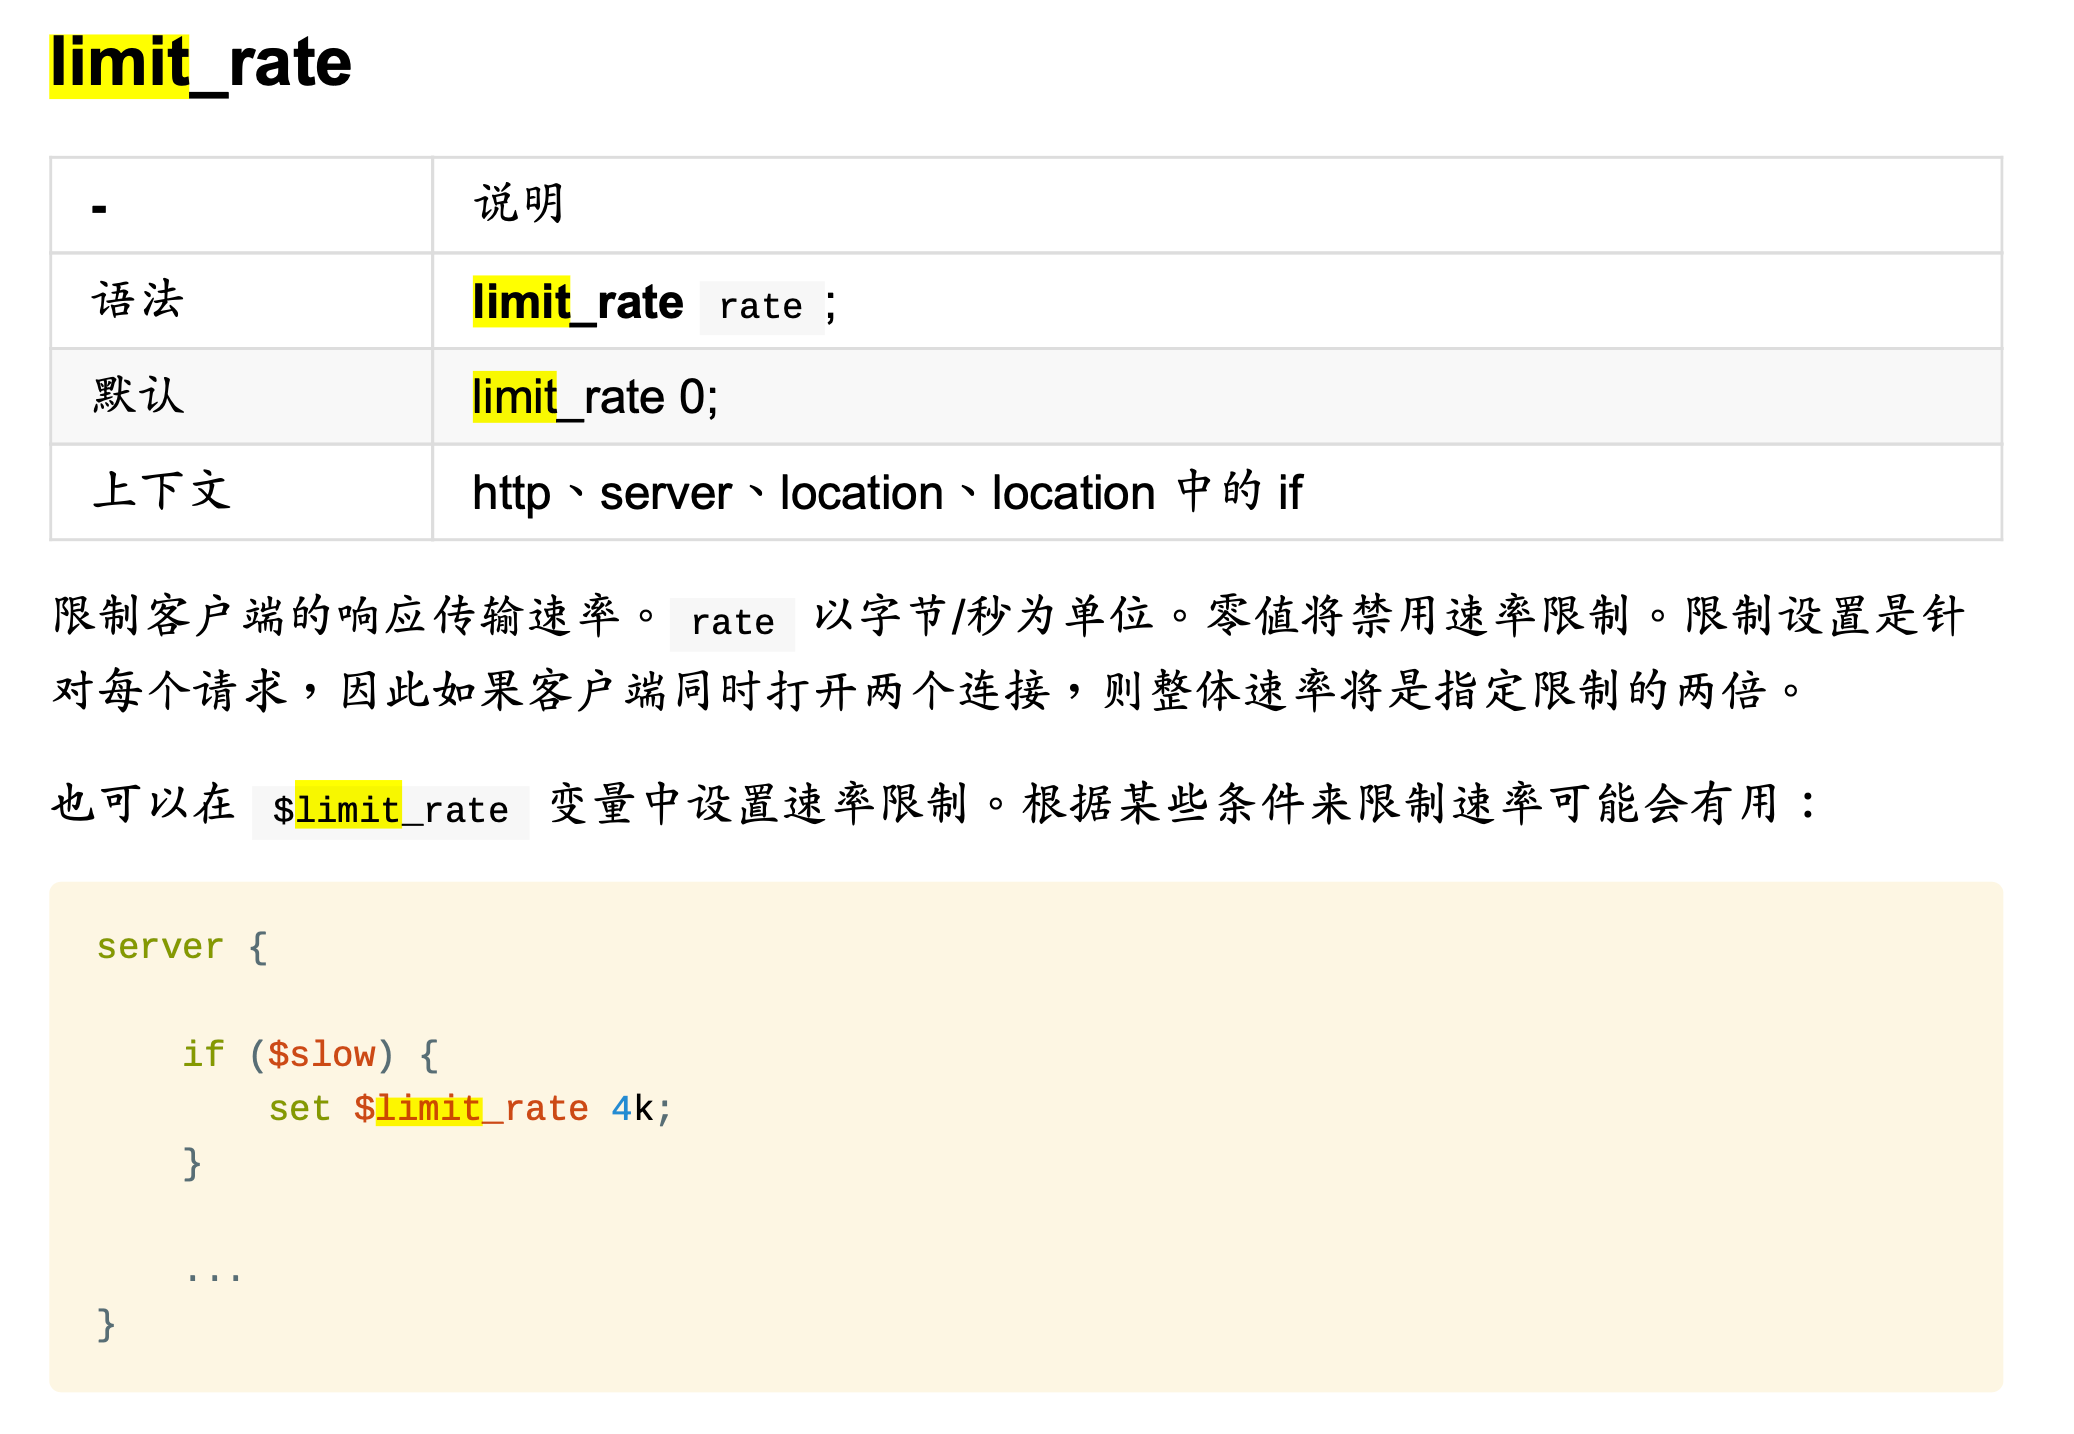 limit_rate
- 说明
语法 limit_rate rate ;
默认 limit_rate 0;
上下文 http、server、location、location 中的 if
限制客户端的响应传输速率。 rate 以字节/秒为单位。零值将禁用速率限制。限制设置是针
对每个请求，因此如果客户端同时打开两个连接，则整体速率将是指定限制的两倍。
也可以在 $limit_rate 变量中设置速率限制。根据某些条件来限制速率可能会有用：
server {
if ($slow) {
set $limit_rate 4k;
}
...
}